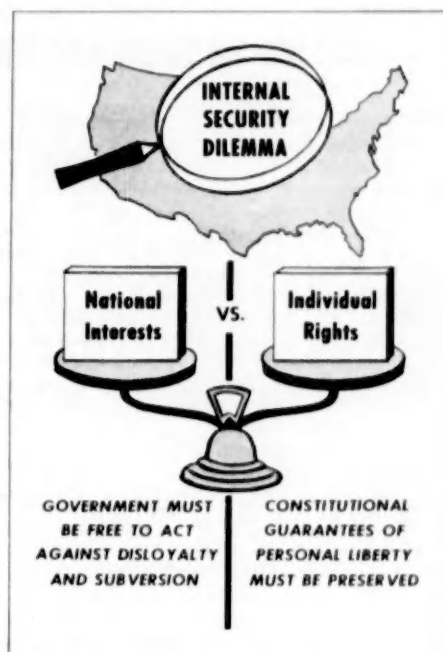 INTERNAL
SECURITY
DILEMMA
National
Interests
VS.
Individual
Rights
GOVERNMENT MUST
BE FREE TO ACT
AGAINST DISLOYALTY
AND SUBVERSION
CONSTITUTIONAL
GUARANTEES OF
PERSONAL LIBERTY
MUST BE PRESERVED